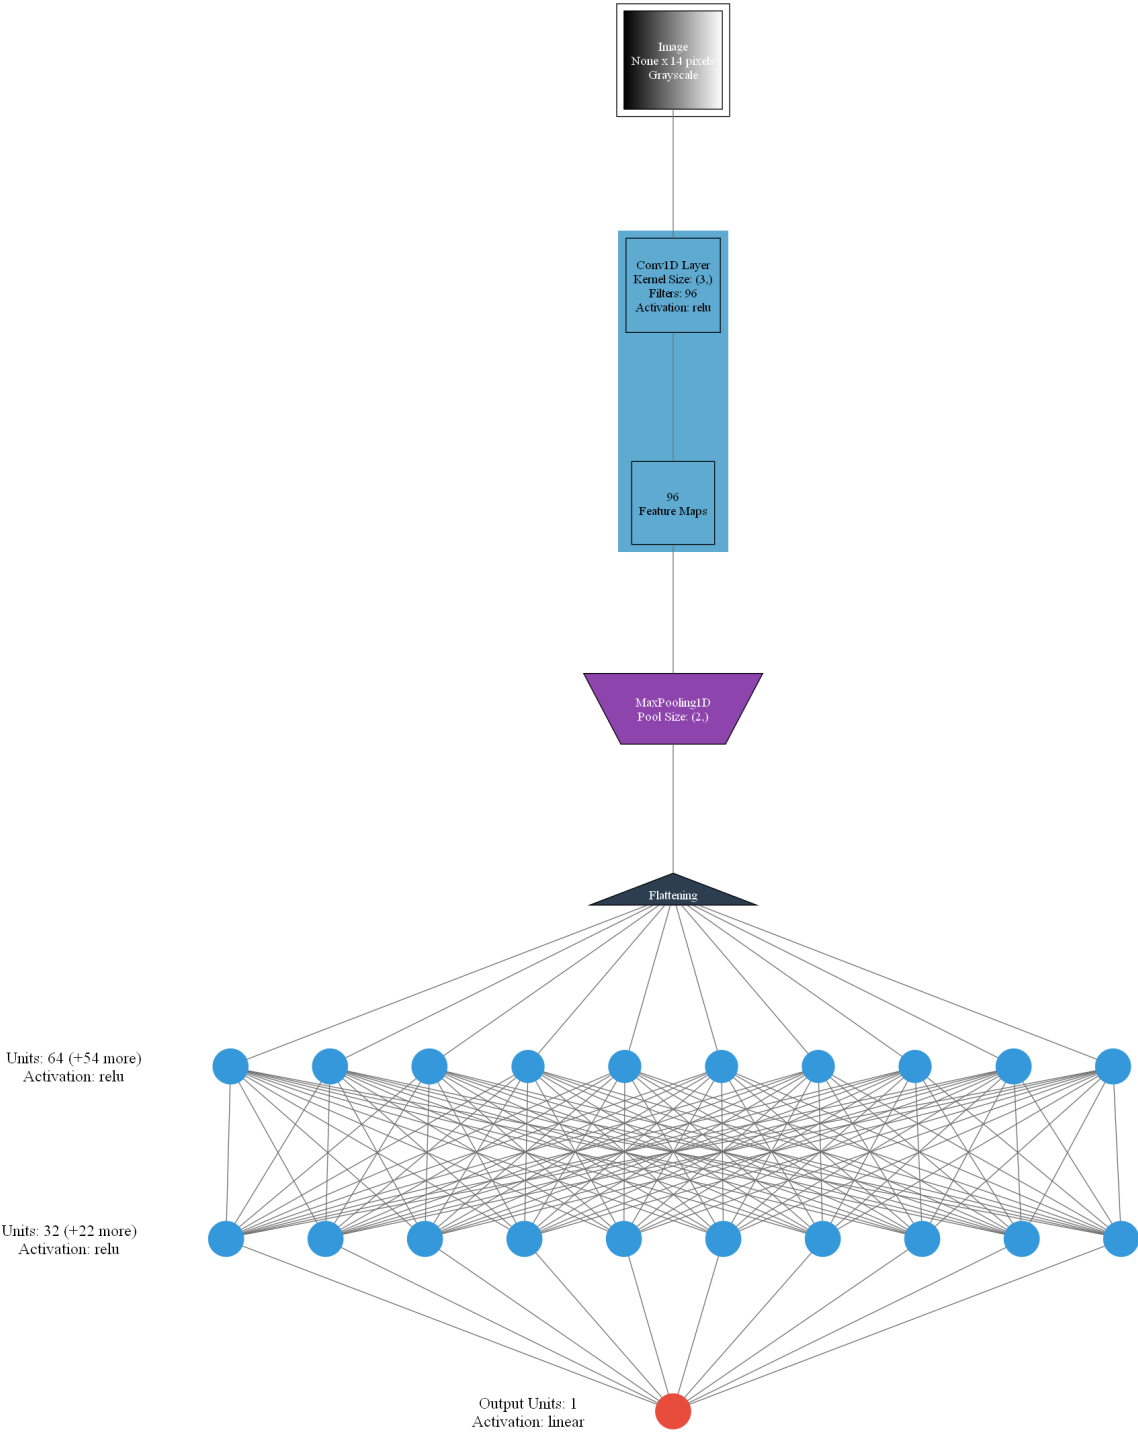 Image
None x 14 pixels
Grayscale
Conv1D Layer
Kernel Size: (3,)
Filters: 96
Activation: relu
96
Feature Maps
MaxPooling1D
Pool Size: (2,)
Flattening
Units: 64 (+54 more)
Activation: relu
Units: 32 (+22 more)
Activation: relu
Output Units: 1
Activation: linear